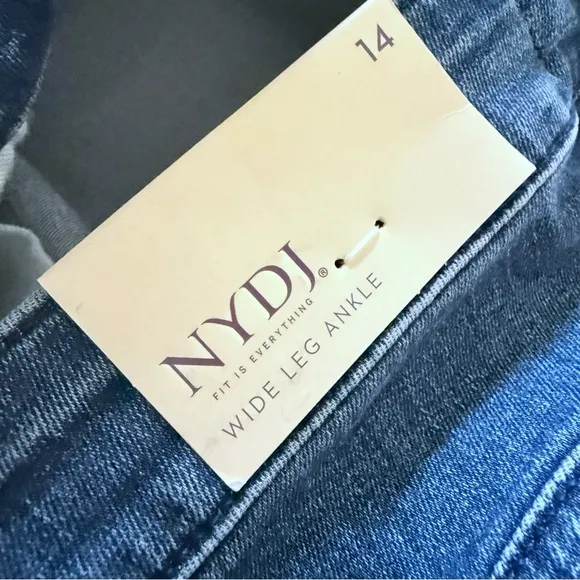 14
NYDJ®
FIT IS EVERYTHING
WIDE LEG ANKLE